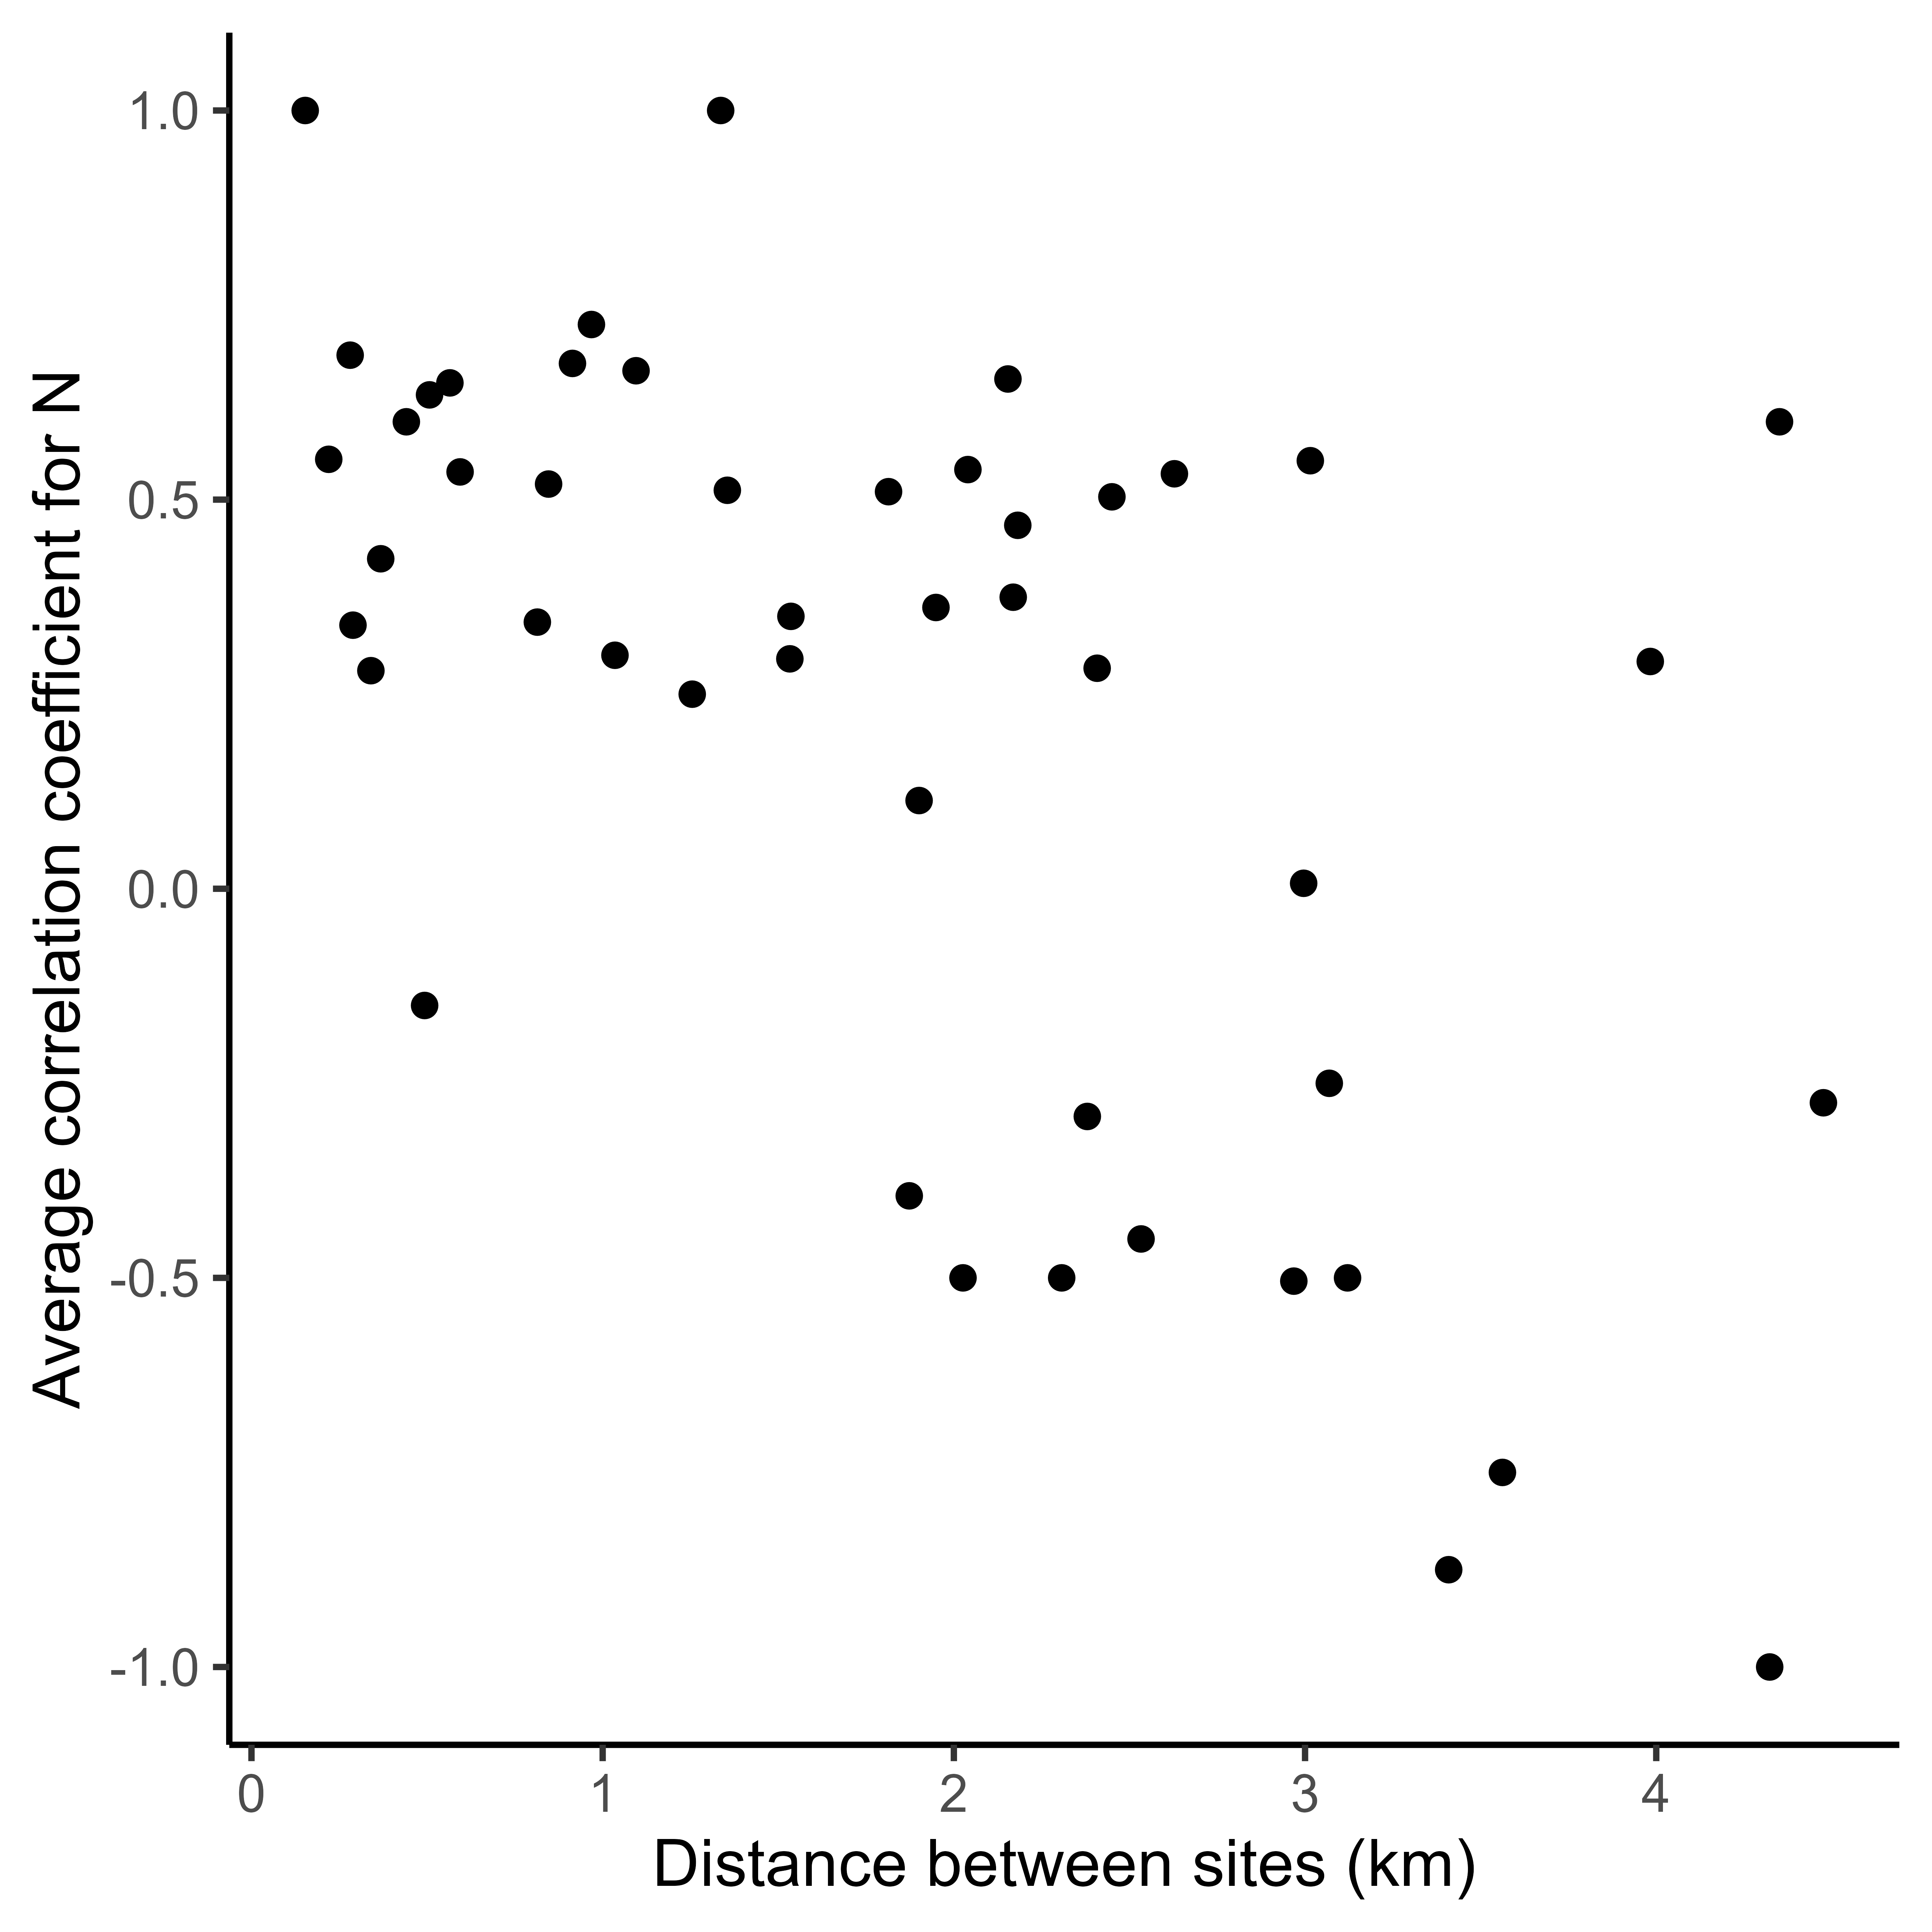 Average correlation coefficient for N
1.0
0.5
0.0
-0.5
-1.0
0 1 2 3 4
Distance between sites (km)